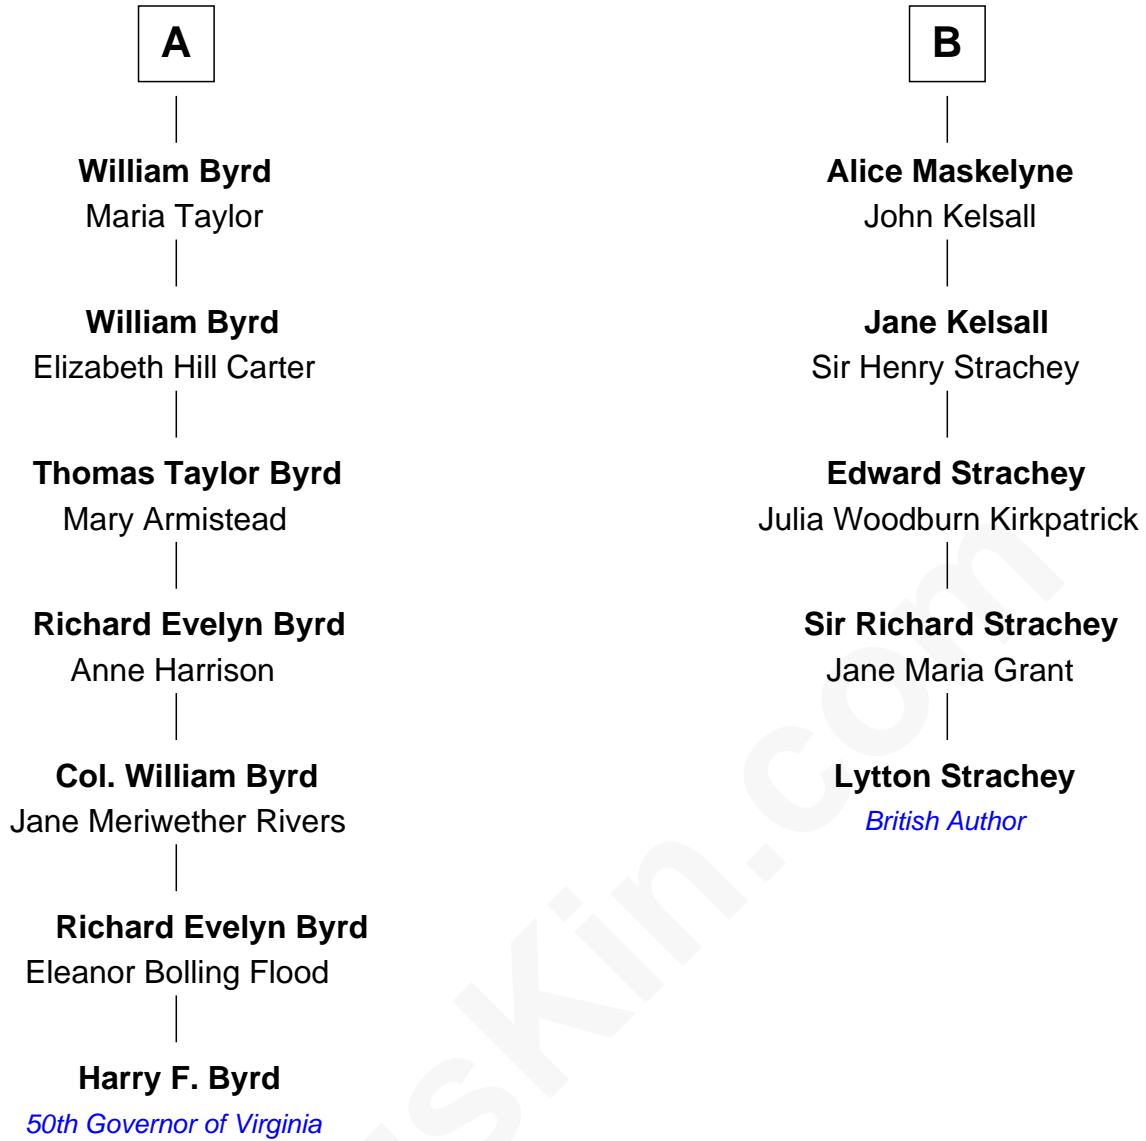 A
William Byrd
Maria Taylor
William Byrd
Elizabeth Hill Carter
Thomas Taylor Byrd
Mary Armistead
Richard Evelyn Byrd
Anne Harrison
Col. William Byrd
Jane Meriwether Rivers
Richard Evelyn Byrd
Eleanor Bolling Flood
Harry F. Byrd
50th Governor of Virginia
B
Alice Maskelyne
John Kelsall
Jane Kelsall
Sir Henry Strachey
Edward Strachey
Julia Woodburn Kirkpatrick
Sir Richard Strachey
Jane Maria Grant
Lytton Strachey
British Author
usKin.com